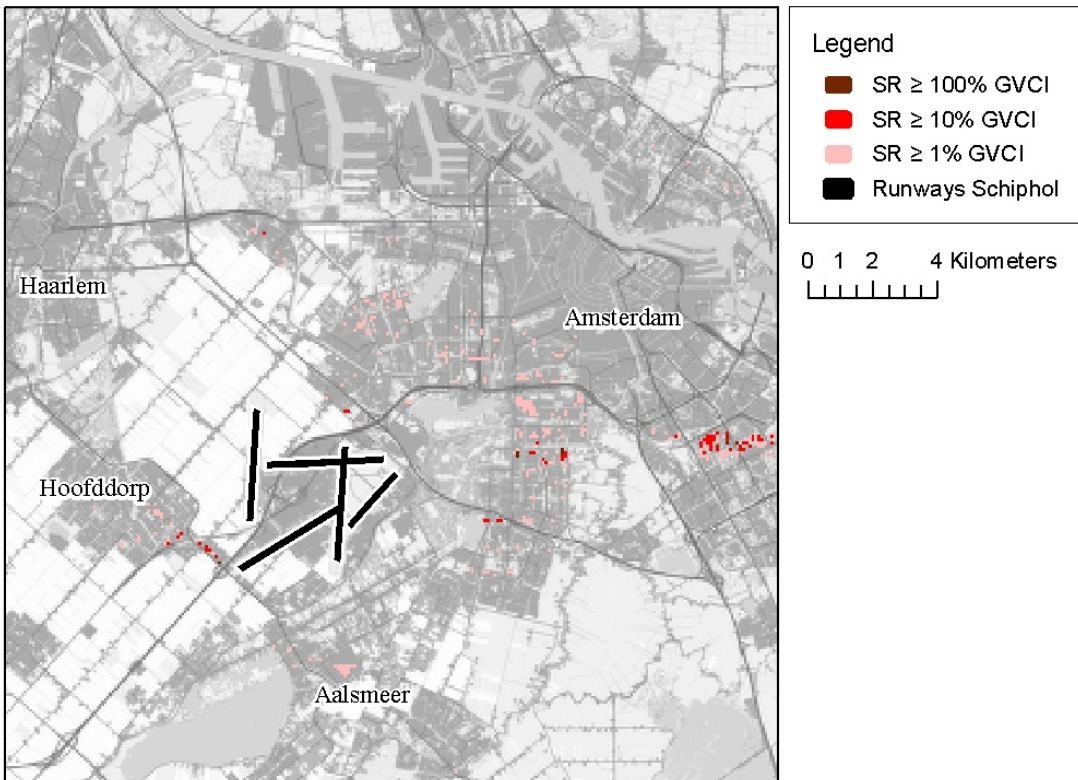 Legend
SR ≥ 100% GVCI
SR ≥ 10% GVCI
SR ≥ 1% GVCI
Runways Schiphol
0 1 2 4 Kilometers
Haarlem
Amsterdam
Hoofddorp
Aalsmeer